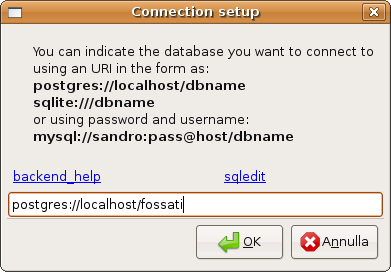 Connection setup
You can indicate the database you want to connect to
using an URI in the form as:
postgres://localhost/dbname
sqlite:///dbname
or using password and username:
mysql://sandro:pass@host/dbname
backend_help sqledit
postgres://localhost/fossati
OK Annulla